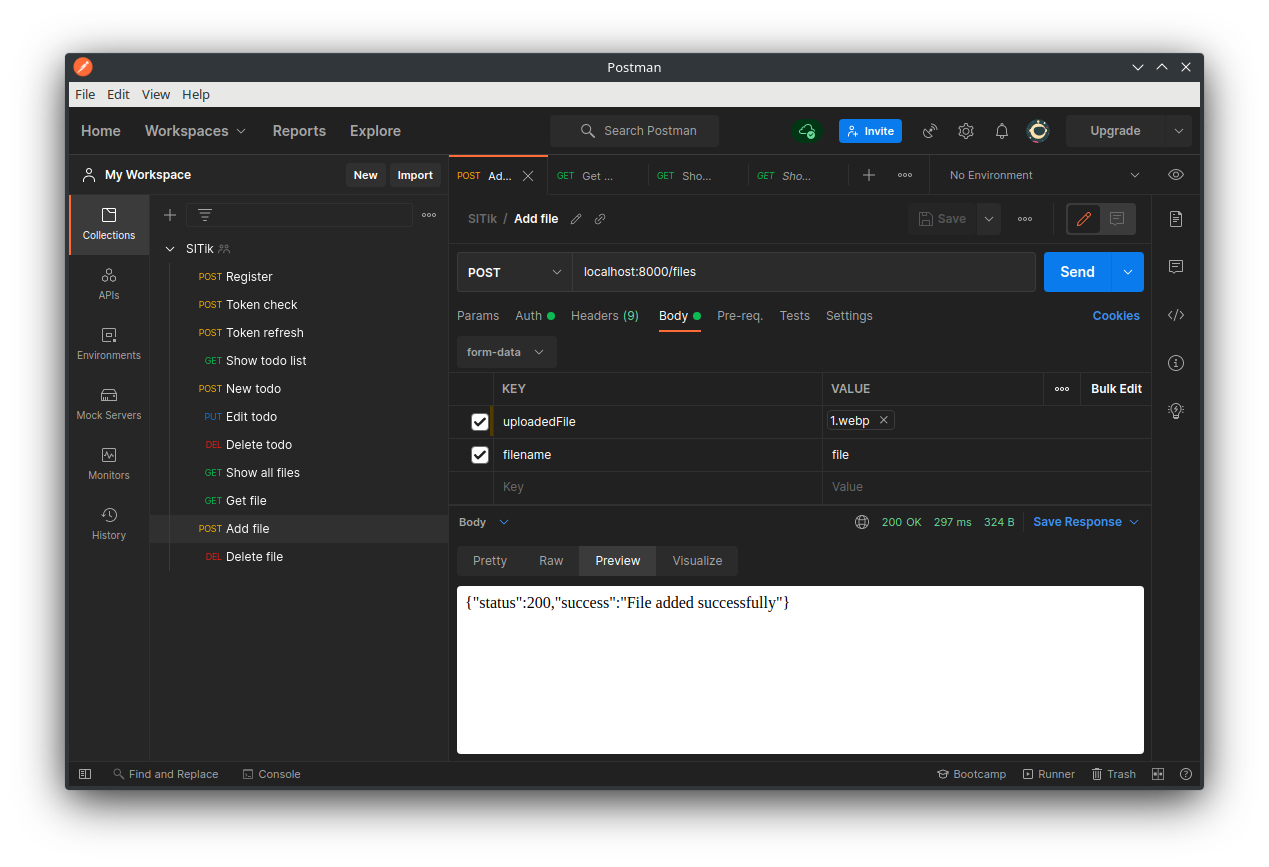 Postman
File Edit View Help
Home Workspaces Reports Explore Search Postman Invite Upgrade
My Workspace New Import
POST Ad... GET Get ... GET Sho... GET Sho... No Environment
Collections
APIs
Environments
Mock Servers
Monitors
History
SITik
POST Register
POST Token check
POST Token refresh
GET Show todo list
POST New todo
PUT Edit todo
DEL Delete todo
GET Show all files
GET Get file
POST Add file
DEL Delete file
SITik / Add file Save
POST localhost:8000/files Send
Params Auth Headers (9) Body Pre-req. Tests Settings Cookies
form-data
KEY VALUE Bulk Edit
uploadedFile 1.webp
filename file
Key Value
Body 200 OK 297 ms 324 B Save Response
Pretty Raw Preview Visualize
{"status":200,"success":"File added successfully"}
Find and Replace Console Bootcamp Runner Trash